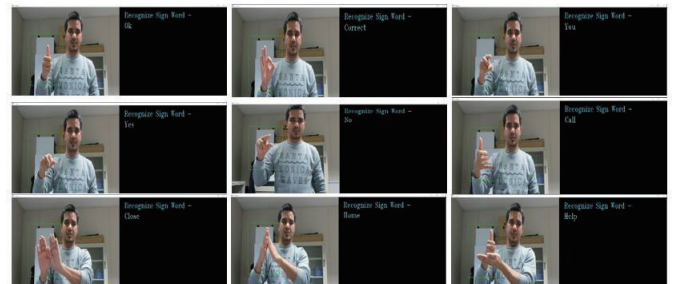 Recognize Sign Word -
Ok
Recognize Sign Word -
Correct
Recognize Sign Word -
You
Recognize Sign Word -
Yes
Recognize Sign Word -
No
Recognize Sign Word -
Call
Recognize Sign Word -
Close
Recognize Sign Word -
Home
Recognize Sign Word -
Help